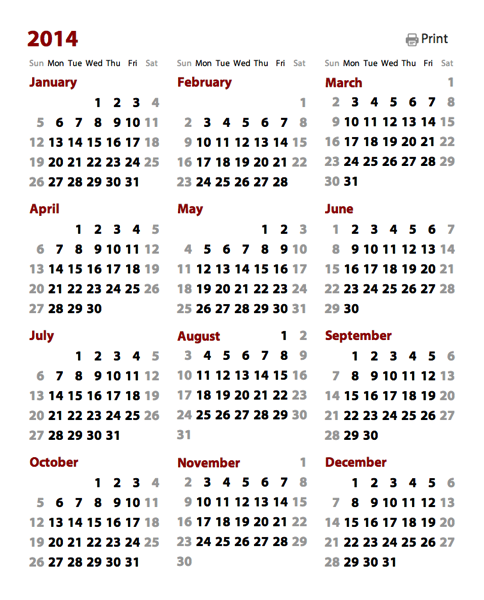 2014
Print
Sun Mon Tue Wed Thu Fri Sat
January
1 2 3 4
5 6 7 8 9 10 11
12 13 14 15 16 17 18
19 20 21 22 23 24 25
26 27 28 29 30 31
Sun Mon Tue Wed Thu Fri Sat
February
1
2 3 4 5 6 7 8
9 10 11 12 13 14 15
16 17 18 19 20 21 22
23 24 25 26 27 28
Sun Mon Tue Wed Thu Fri Sat
March 1
2 3 4 5 6 7 8
9 10 11 12 13 14 15
16 17 18 19 20 21 22
23 24 25 26 27 28 29
30 31
April
1 2 3 4 5
6 7 8 9 10 11 12
13 14 15 16 17 18 19
20 21 22 23 24 25 26
27 28 29 30
May
1 2 3
4 5 6 7 8 9 10
11 12 13 14 15 16 17
18 19 20 21 22 23 24
25 26 27 28 29 30 31
June
1 2 3 4 5 6 7
8 9 10 11 12 13 14
15 16 17 18 19 20 21
22 23 24 25 26 27 28
29 30
July
1 2 3 4 5
6 7 8 9 10 11 12
13 14 15 16 17 18 19
20 21 22 23 24 25 26
27 28 29 30 31
August 1 2
3 4 5 6 7 8 9
10 11 12 13 14 15 16
17 18 19 20 21 22 23
24 25 26 27 28 29 30
31
September
1 2 3 4 5 6
7 8 9 10 11 12 13
14 15 16 17 18 19 20
21 22 23 24 25 26 27
28 29 30
October
1 2 3 4
5 6 7 8 9 10 11
12 13 14 15 16 17 18
19 20 21 22 23 24 25
26 27 28 29 30 31
November 1
2 3 4 5 6 7 8
9 10 11 12 13 14 15
16 17 18 19 20 21 22
23 24 25 26 27 28 29
30
December
1 2 3 4 5 6
7 8 9 10 11 12 13
14 15 16 17 18 19 20
21 22 23 24 25 26 27
28 29 30 31